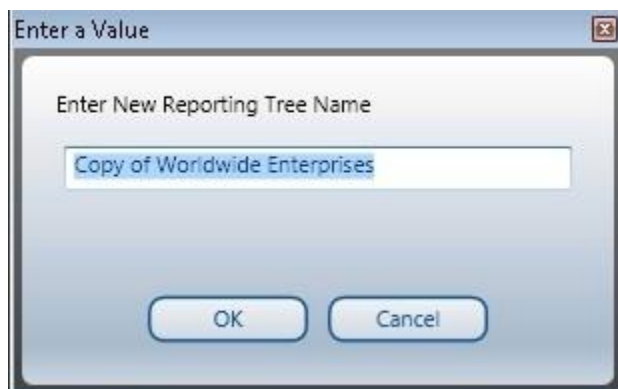 Enter a Value
Enter New Reporting Tree Name
Copy of Worldwide Enterprises
OK Cancel